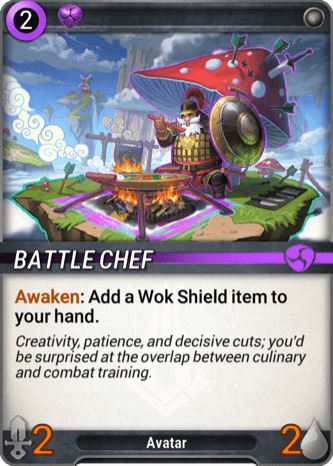 2
BATTLE CHEF
Awaken: Add a Wok Shield item to
your hand.
Creativity, patience, and decisive cuts; you'd
be surprised at the overlap between culinary
and combat training.
2
Avatar
2